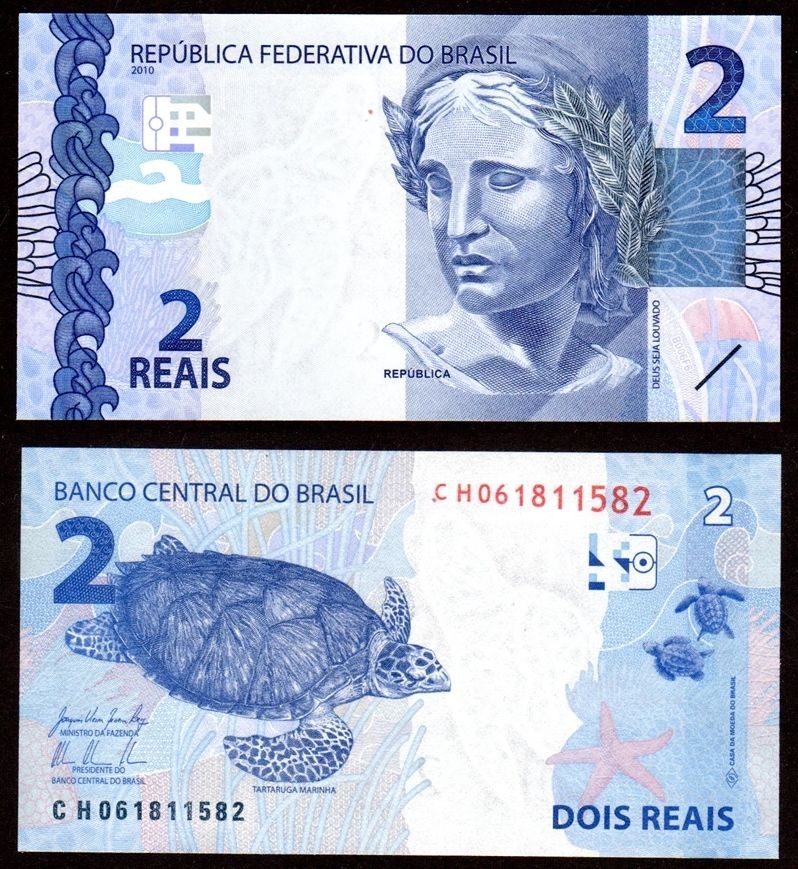 REPÚBLICA FEDERATIVA DO BRASIL
2010
2
2
REAIS
REPÚBLICA
DEUS SEJA LOUVADO
BANCO CENTRAL DO BRASIL
CH061811582
2
2
MINISTRO DA FAZENDA
PRESIDENTE DO
BANCO CENTRAL DO BRASIL
CH061811582
TARTARUGA MARINHA
CASA DA MOEDA DO BRASIL
DOIS REAIS